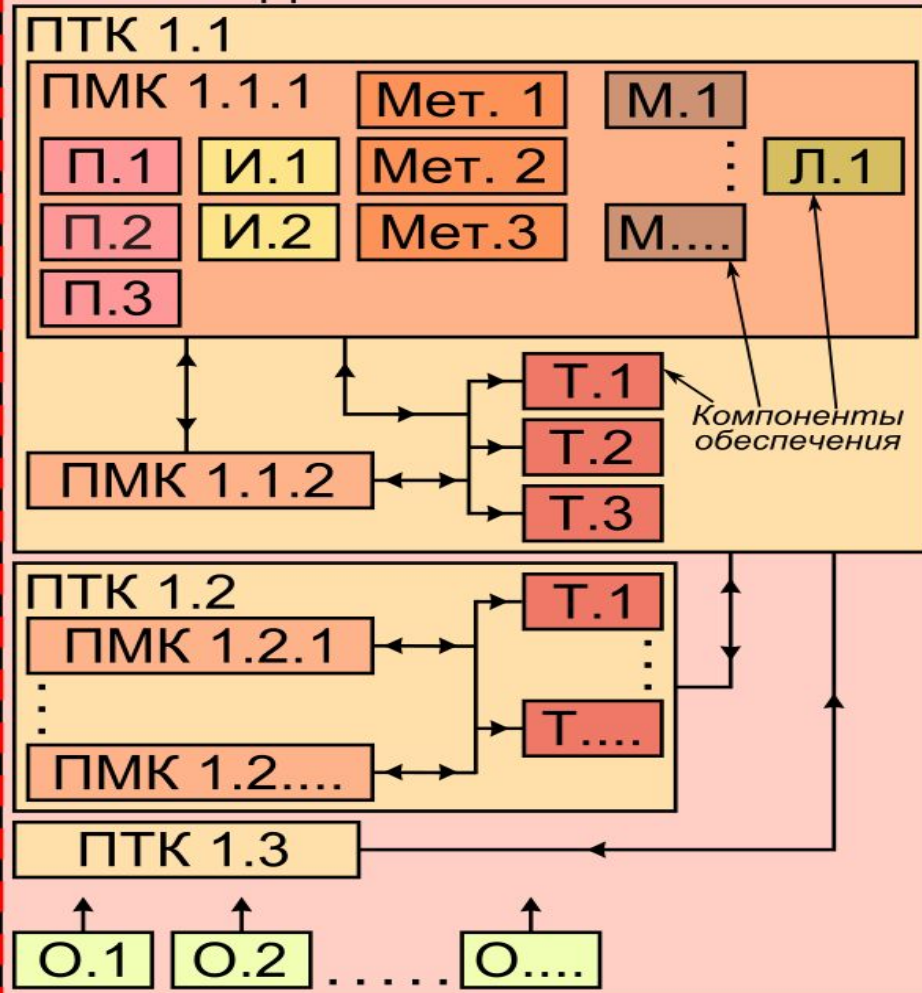 ПТК 1.1
ПМК 1.1.1
Мет. 1
М.1
П.1
И.1
Мет. 2
Л.1
П.2
И.2
Мет.3
М....
П.3
Т.1
Компоненты
обеспечения
Т.2
ПМК 1.1.2
Т.3
ПТК 1.2
Т.1
ПМК 1.2.1
Т....
ПМК 1.2....
ПТК 1.3
О.1
О.2
.....
О....